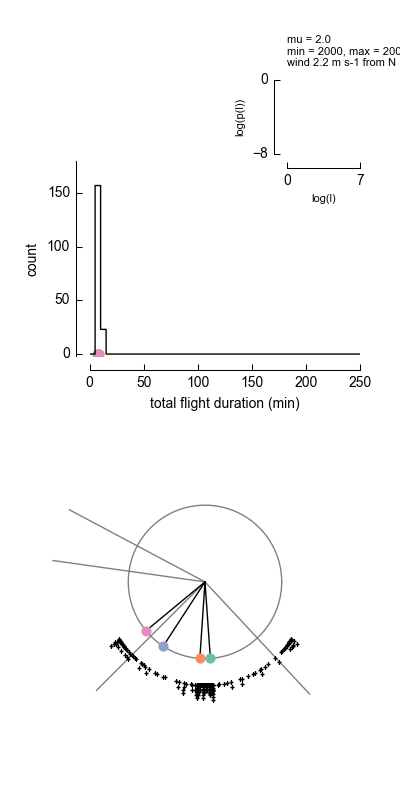 mu = 2.0
min = 2000, max = 200
wind 2.2 m s-1 from N
0
−8
log(p(l))
0 7
log(l)
150
100
50
0
count
0 50 100 150 200 250
total flight duration (min)